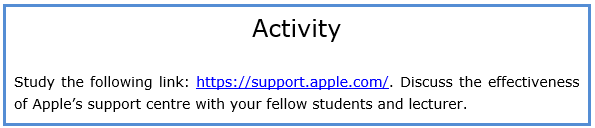 Activity
Study the following link: https://support.apple.com/. Discuss the effectiveness
of Apple’s support centre with your fellow students and lecturer.